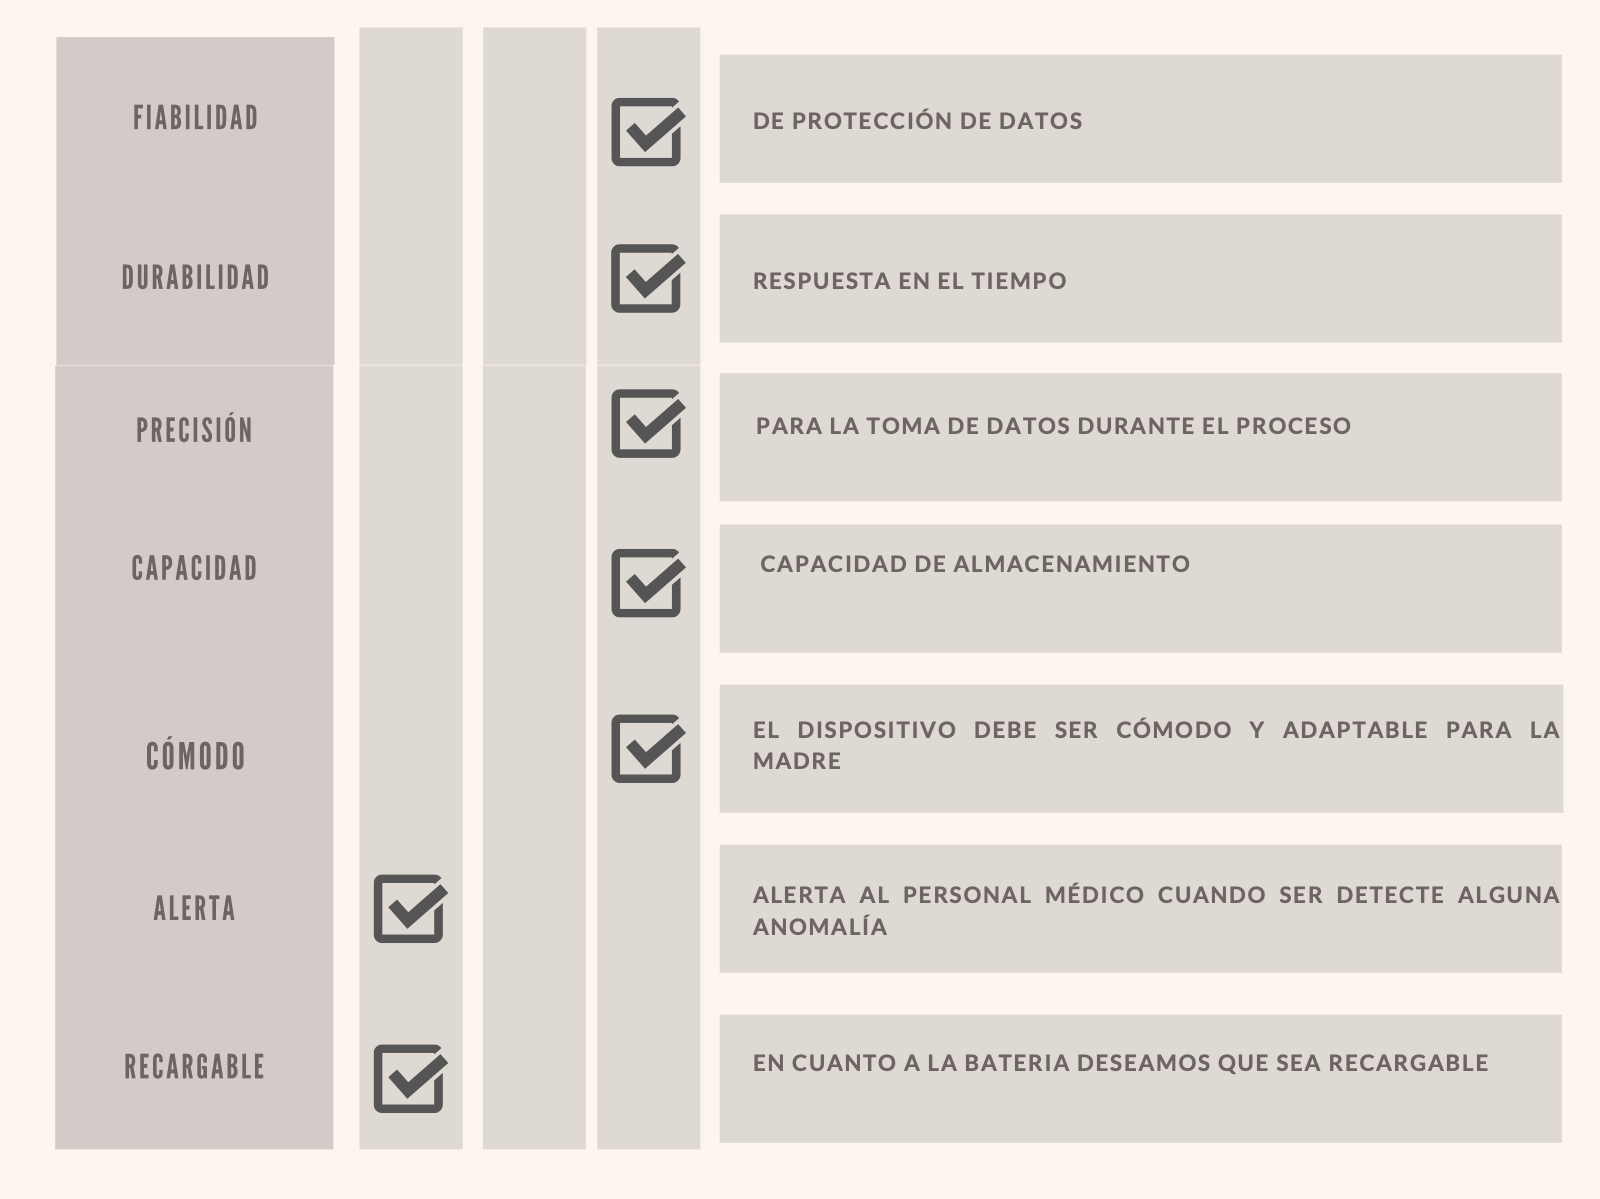 FIABILIDAD
DE PROTECCIÓN DE DATOS
DURABILIDAD
RESPUESTA EN EL TIEMPO
PRECISIÓN
PARA LA TOMA DE DATOS DURANTE EL PROCESO
CAPACIDAD
CAPACIDAD DE ALMACENAMIENTO
CÓMODO
EL DISPOSITIVO DEBE SER CÓMODO Y ADAPTABLE PARA LA
MADRE
ALERTA
ALERTA AL PERSONAL MÉDICO CUANDO SER DETECTE ALGUNA
ANOMALÍA
RECARGABLE
EN CUANTO A LA BATERIA DESEAMOS QUE SEA RECARGABLE